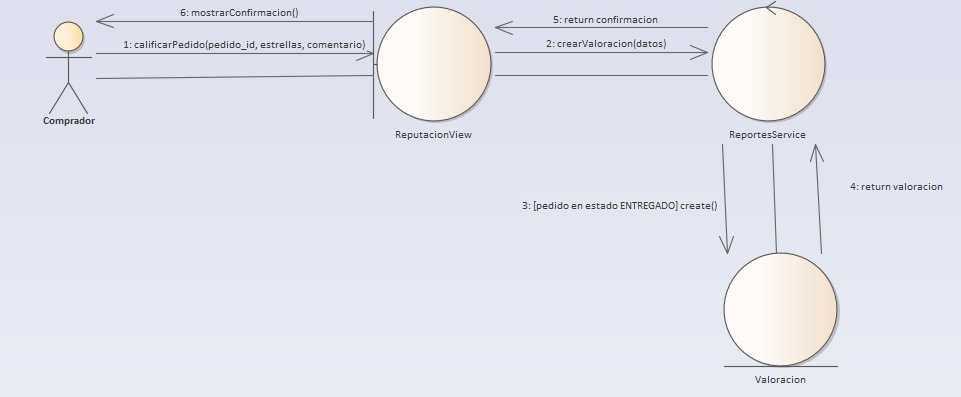 6: mostrarConfirmacion()
5: return confirmacion
1: calificarPedido(pedido_id, estrellas, comentario)
2: crearValoracion(datos)
Comprador
ReputacionView
ReportesService
4: return valoracion
3: [pedido en estado ENTREGADO] create()
Valoracion